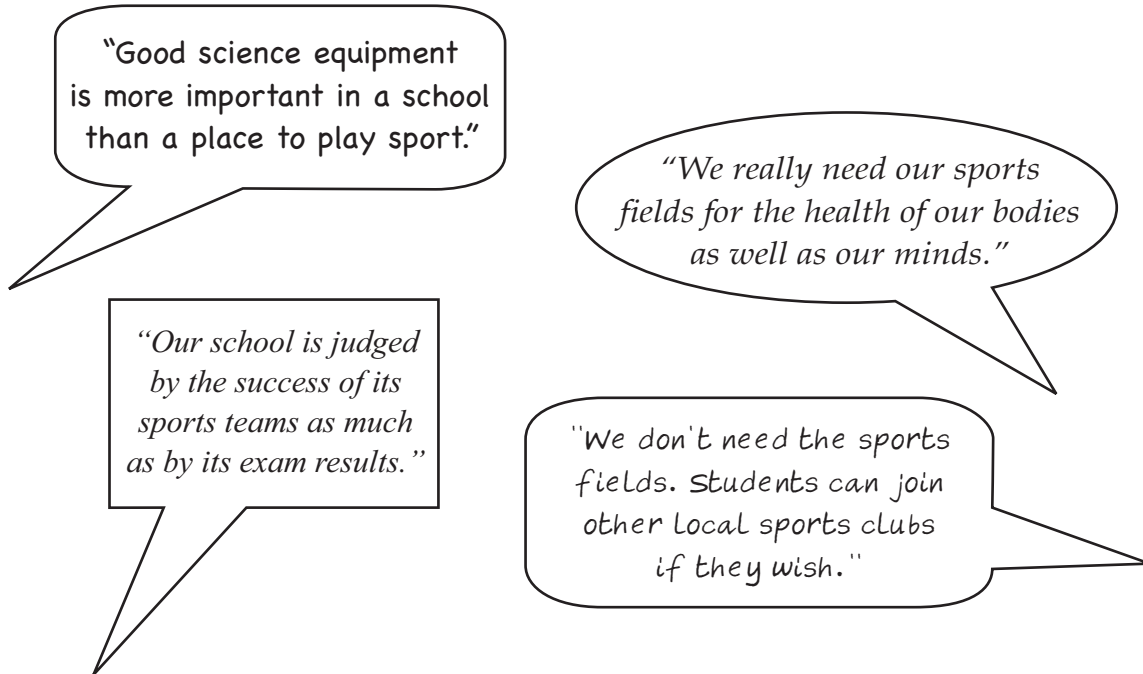 “Good science equipment
is more important in a school
than a place to play sport.”
“We really need our sports
fields for the health of our bodies
as well as our minds.”
“Our school is judged
by the success of its
sports teams as much
as by its exam results.”
"We don't need the sports
fields. Students can join
other local sports clubs
if they wish."